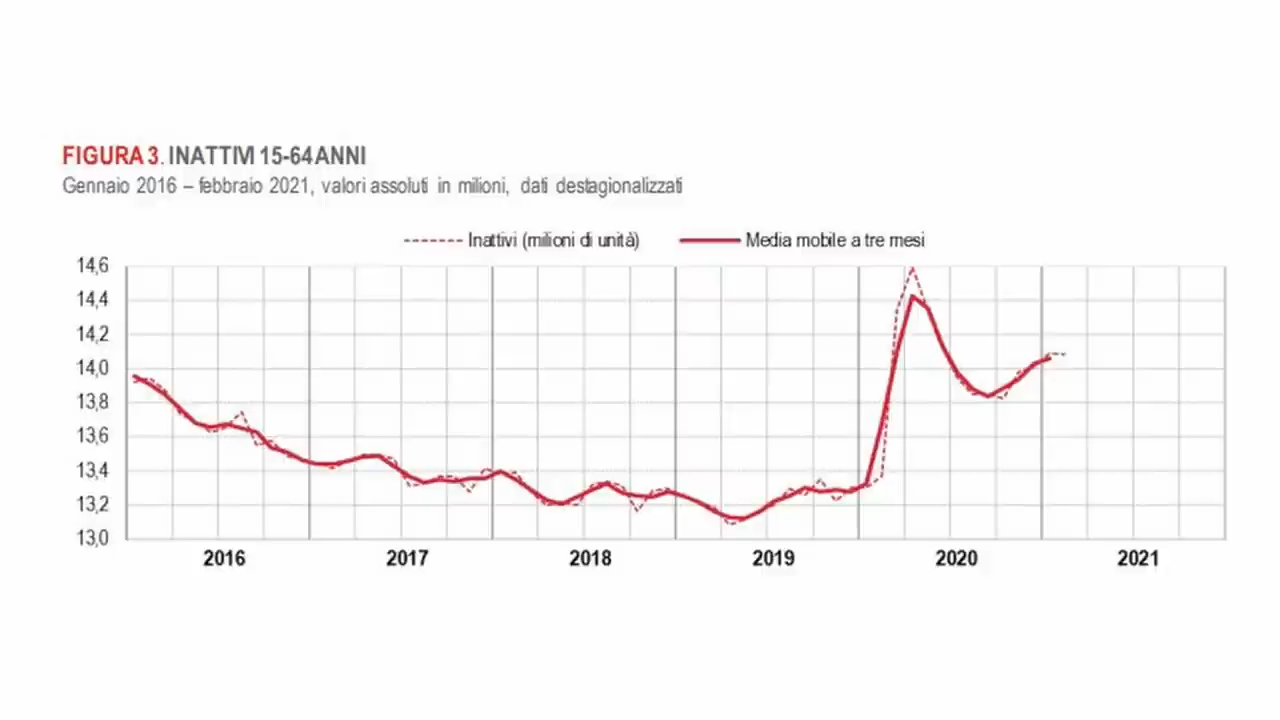 FIGURA 3. INATTIVI 15-64 ANNI
Gennaio 2016 – febbraio 2021, valori assoluti in milioni, dati destagionalizzati
Inattivi (milioni di unità) Media mobile a tre mesi
14,6
14,4
14,2
14,0
13,8
13,6
13,4
13,2
13,0
2016 2017 2018 2019 2020 2021